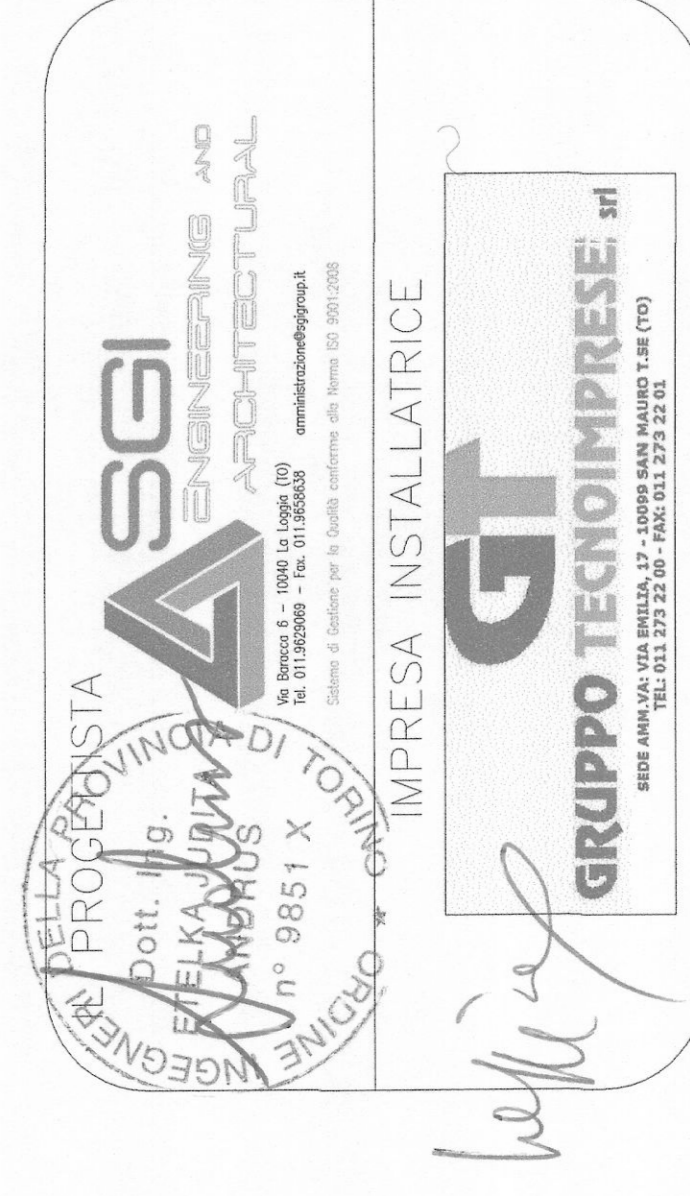 IL PROGETTISTA
ORDINE INGEGNERI DELLA PROVINCIA DI TORINO *
Dott. Ing.
ETELKA JUDITA
ANDRUS
n° 9851 X
SGI
ENGINEERING AND
ARCHITECTURAL
Via Baracca 6 – 10040 La Loggia (TO)
Tel. 011.9629069 – Fax. 011.9658638 amministrazione@sgigroup.it
Sistema di Gestione per la Qualità conforme alla Norma ISO 9001:2008
IMPRESA INSTALLATRICE
GT
GRUPPO TECNOIMPRESE srl
SEDE AMM.VA: VIA EMILIA, 17 - 10099 SAN MAURO T.SE (TO)
TEL: 011 273 22 00 - FAX: 011 273 22 01